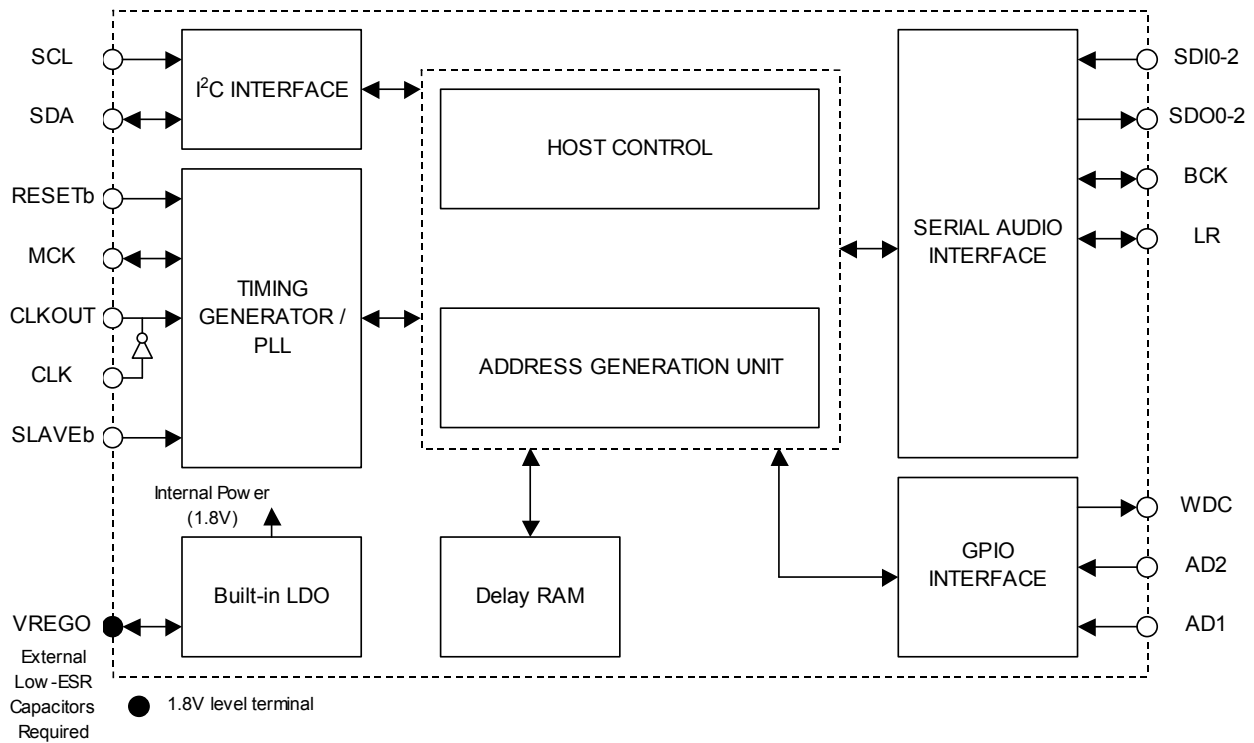 SCL
SDA
RESETb
MCK
CLKOUT
CLK
SLAVEb
VREGO
External
Low-ESR
Capacitors
Required
I²C INTERFACE
TIMING
GENERATOR /
PLL
Internal Power
(1.8V)
Built-in LDO
1.8V level terminal
HOST CONTROL
ADDRESS GENERATION UNIT
Delay RAM
SERIAL AUDIO
INTERFACE
GPIO
INTERFACE
SDI0-2
SDO0-2
BCK
LR
WDC
AD2
AD1